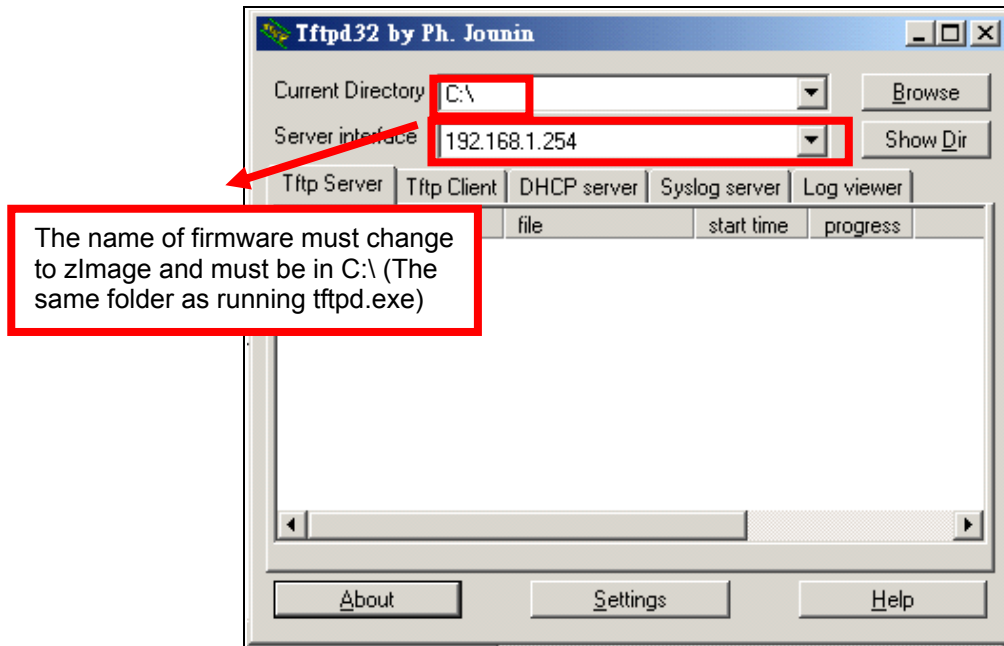 Tftpd32 by Ph. Jounin
Current Directory C:\ Browse
Server interface 192.168.1.254 Show Dir
Tftp Server Tftp Client DHCP server Syslog server Log viewer
file start time progress
The name of firmware must change
to zImage and must be in C:\ (The
same folder as running tftpd.exe)
About Settings Help